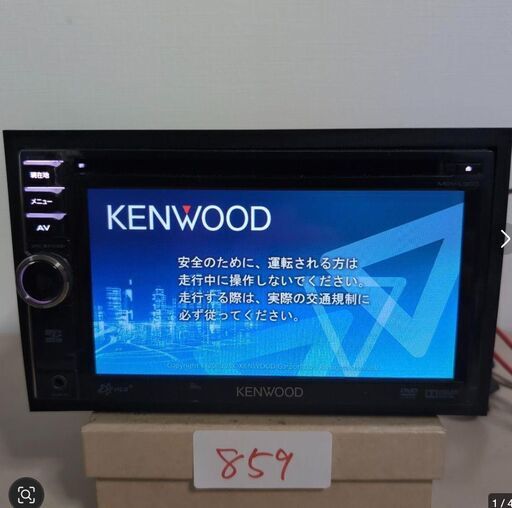 現在地
メニュー
AV
KENWOOD
安全のために、運転される方は
走行中に操作しないでください。
走行する際は、実際の交通規制に
必ず従ってください。
KENWOOD
DVD
859
1 / 4